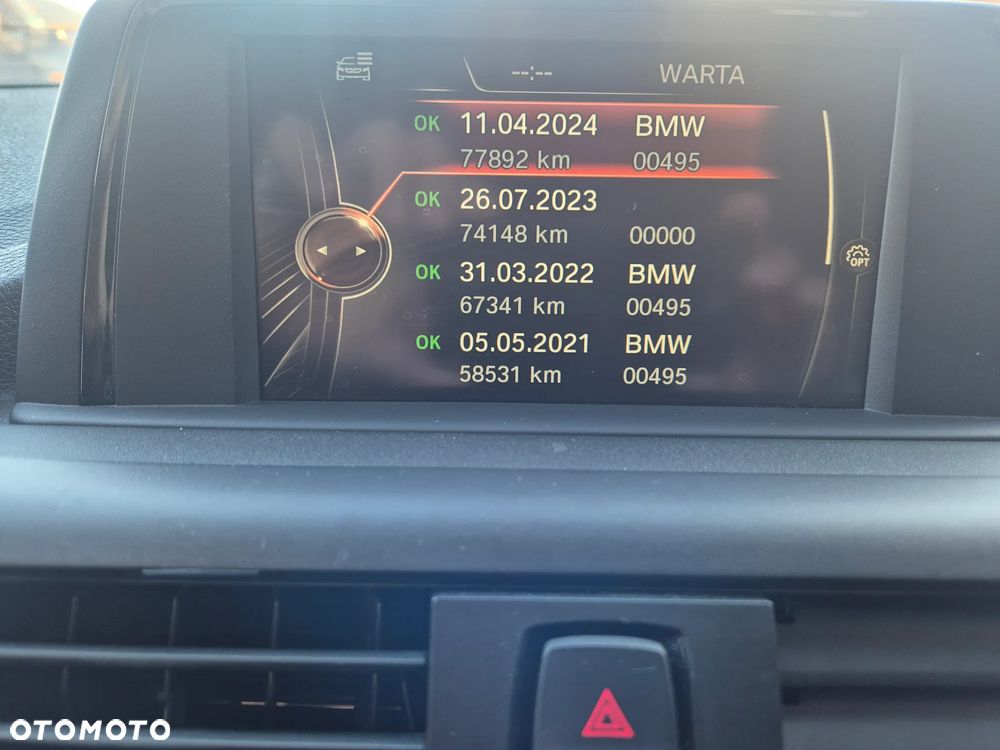 --:-- WARTA
OK 11.04.2024 BMW
77892 km 00495
OK 26.07.2023
74148 km 00000
OK 31.03.2022 BMW
67341 km 00495
OK 05.05.2021 BMW
58531 km 00495
OPT
OTOMOTO